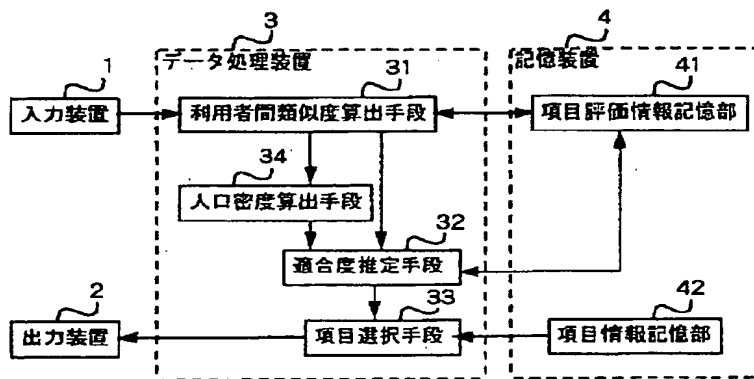 3
4
データ処理装置
記憶装置
1
31
41
入力装置
利用者間類似度算出手段
項目評価情報記憶部
34
人口密度算出手段
32
適合度推定手段
2
33
42
出力装置
項目選択手段
項目情報記憶部